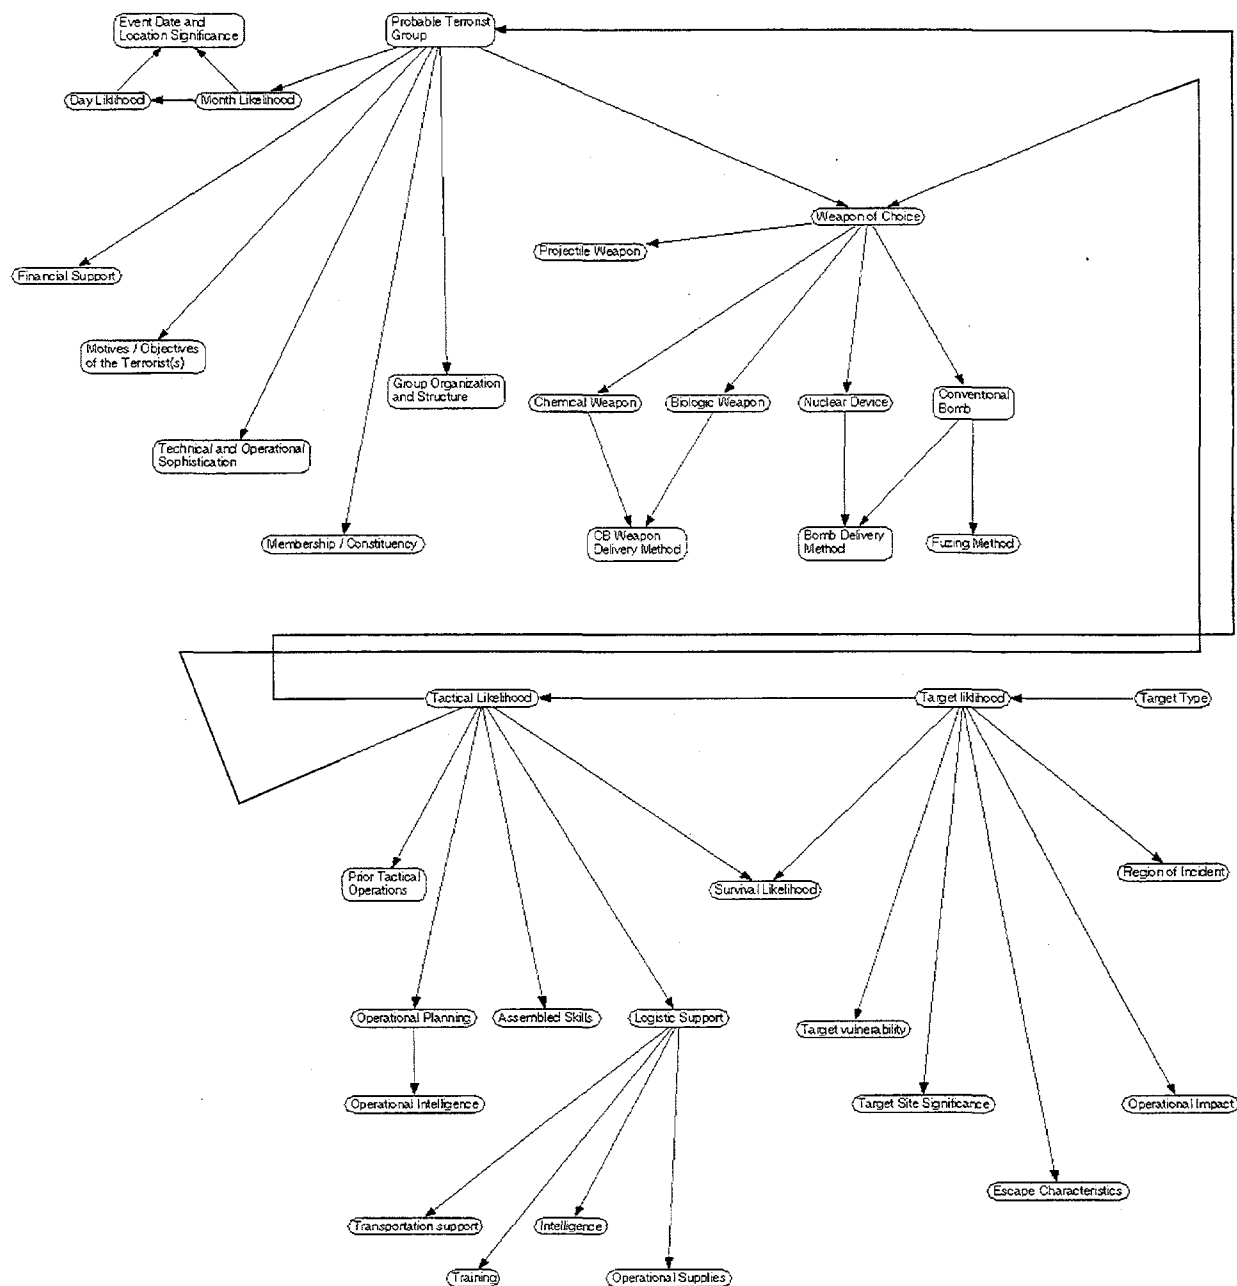 Event Date and
Location Significance
Probable Terrorist
Group
Day Liklihood
Month Likelihood
Weapon of Choice
Projectile Weapon
Financial Support
Motives / Objectives
of the Terrorist(s)
Group Organization
and Structure
Chemical Weapon
Biologic Weapon
Nuclear Device
Conventional
Bomb
Technical and Operational
Sophistication
Membership / Constituency
CB Weapon
Delivery Method
Bomb Delivery
Method
Fuzing Method
Tactical Likelihood
Target liklihood
Target Type
Prior Tactical
Operations
Survival Likelihood
Region of Incident
Operational Planning
Assembled Skills
Logistic Support
Target vulnerability
Operational Intelligence
Target Site Significance
Operational Impact
Escape Characteristics
Transportation support
Intelligence
Training
Operational Supplies